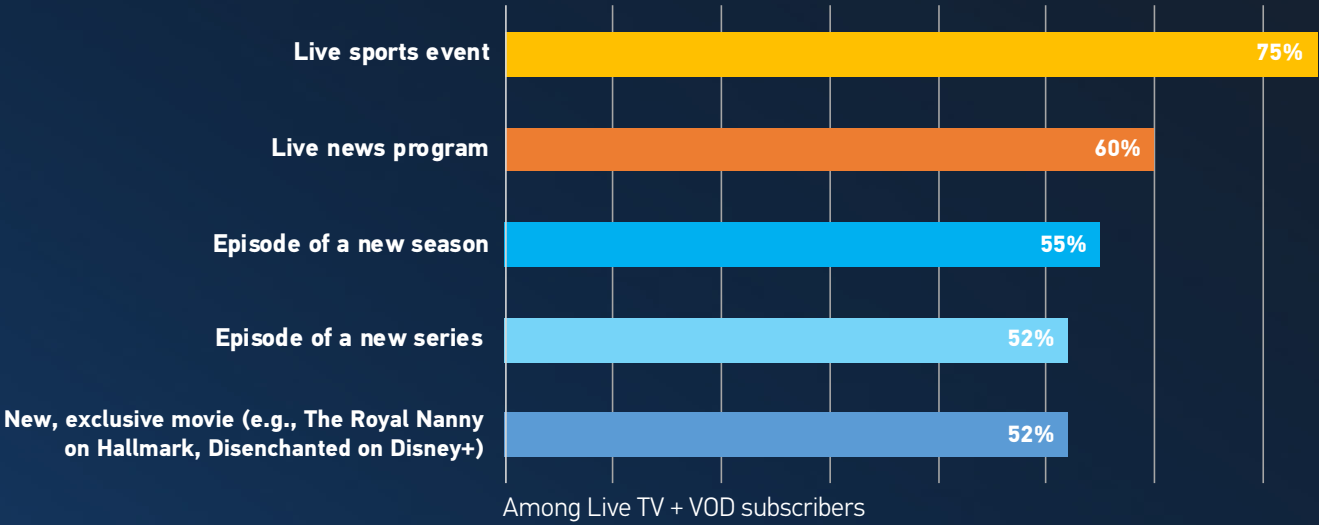 Live sports event
75%
Live news program
60%
Episode of a new season
55%
Episode of a new series
52%
New, exclusive movie (e.g., The Royal Nanny
on Hallmark, Disenchanted on Disney+)
52%
Among Live TV + VOD subscribers